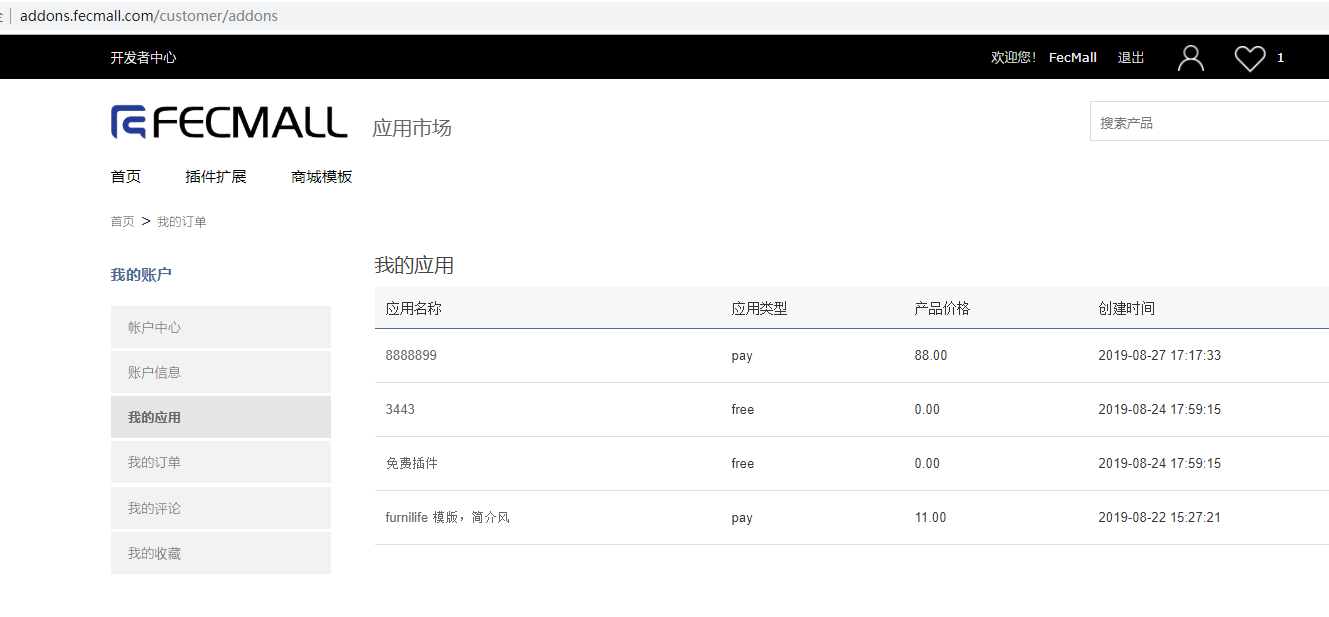 addons.fecmall.com/customer/addons
开发者中心 欢迎您！ FecMall 退出 1
FECMALL 应用市场 搜索产品
首页 插件扩展 商城模板
首页 > 我的订单
我的账户
帐户中心
账户信息
我的应用
我的订单
我的评论
我的收藏
我的应用
应用名称 应用类型 产品价格 创建时间
8888899 pay 88.00 2019-08-27 17:17:33
3443 free 0.00 2019-08-24 17:59:15
免费插件 free 0.00 2019-08-24 17:59:15
furnilife 模版，简介风 pay 11.00 2019-08-22 15:27:21